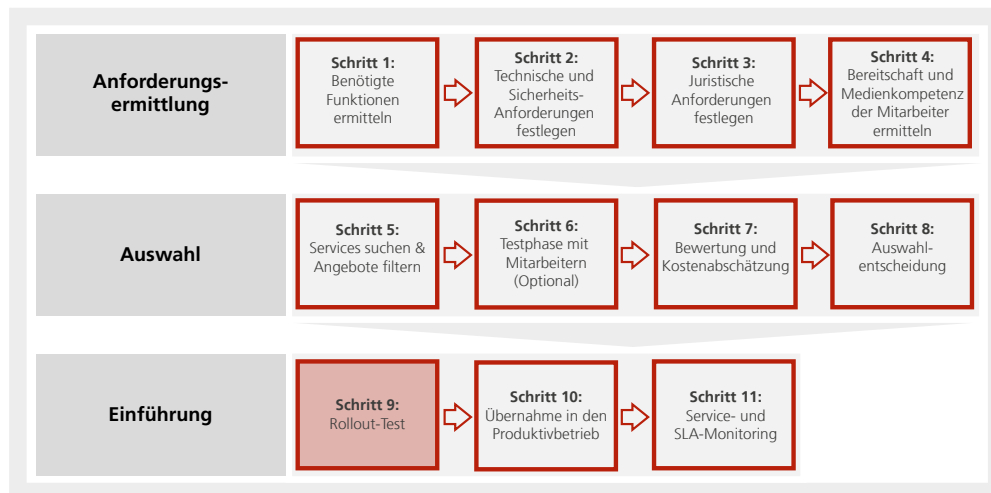 Anforderungs-
ermittlung
Schritt 1:
Benötigte
Funktionen
ermitteln
Schritt 2:
Technische und
Sicherheits-
Anforderungen
festlegen
Schritt 3:
Juristische
Anforderungen
festlegen
Schritt 4:
Bereitschaft und
Medienkompetenz
der Mitarbeiter
ermitteln
Auswahl
Schritt 5:
Services suchen &
Angebote filtern
Schritt 6:
Testphase mit
Mitarbeitern
(Optional)
Schritt 7:
Bewertung und
Kostenabschätzung
Schritt 8:
Auswahl-
entscheidung
Einführung
Schritt 9:
Rollout-Test
Schritt 10:
Übernahme in den
Produktivbetrieb
Schritt 11:
Service- und
SLA-Monitoring